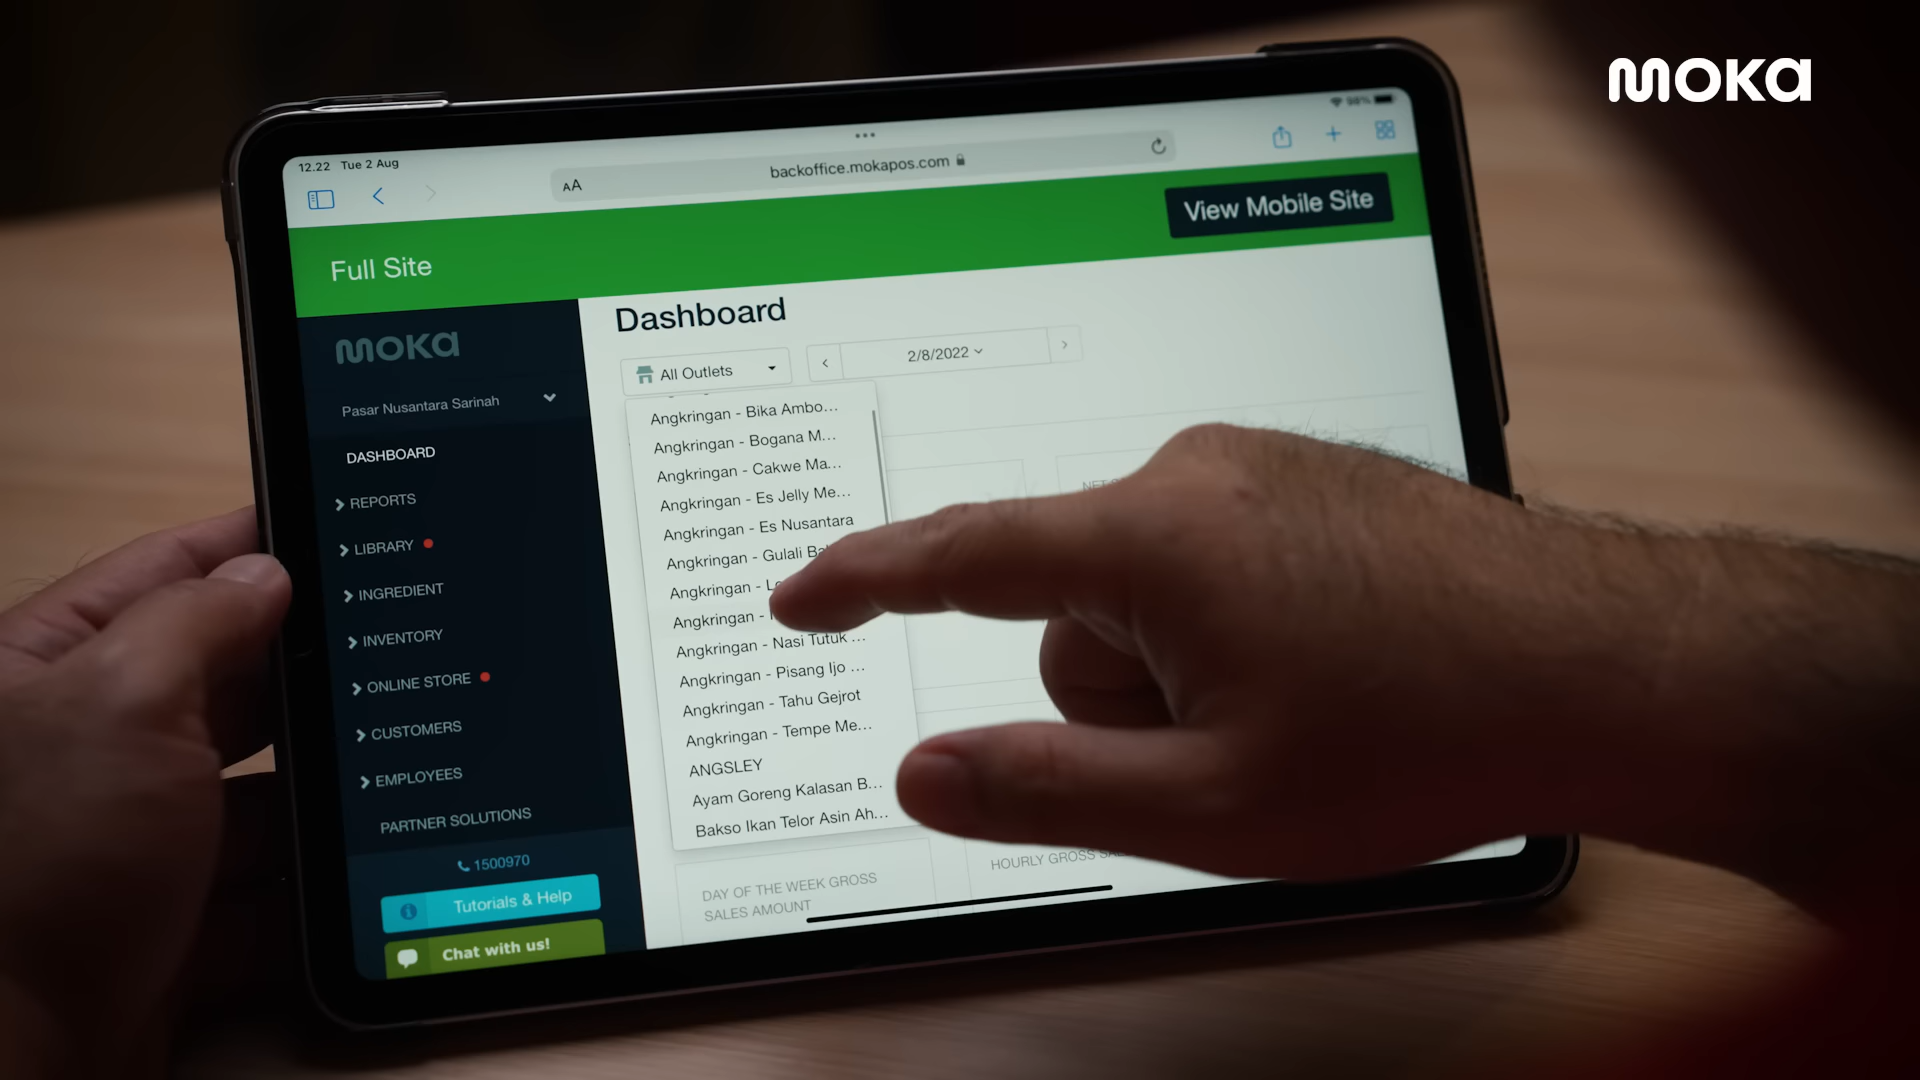 MOKA
12.22 Tue 2 Aug
98%
AA
backoffice.mokapos.com
Full Site
View Mobile Site
MOKA
Pasar Nusantara Sarinah
DASHBOARD
REPORTS
LIBRARY
INGREDIENT
INVENTORY
ONLINE STORE
CUSTOMERS
EMPLOYEES
PARTNER SOLUTIONS
1500970
Tutorials & Help
Chat with us!
Dashboard
All Outlets
2/8/2022
Angkringan - Bika Ambo...
Angkringan - Bogana M...
Angkringan - Cakwe Ma...
Angkringan - Es Jelly Me...
Angkringan - Es Nusantara
Angkringan - Gulali
Angkringan -
Angkringan -
Angkringan - Nasi Tutuk ...
Angkringan - Pisang Ijo ...
Angkringan - Tahu Gejrot
Angkringan - Tempe Me...
ANGSLEY
Ayam Goreng Kalasan B...
Bakso Ikan Telor Asin Ah...
DAY OF THE WEEK GROSS
SALES AMOUNT
HOURLY GROSS